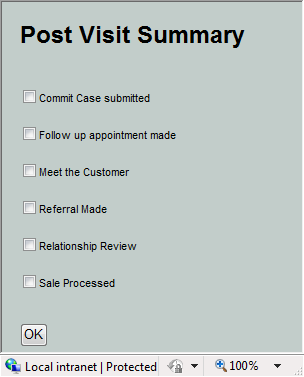 Post Visit Summary
Commit Case submitted
Follow up appointment made
Meet the Customer
Referral Made
Relationship Review
Sale Processed
OK
Local intranet | Protected
100%